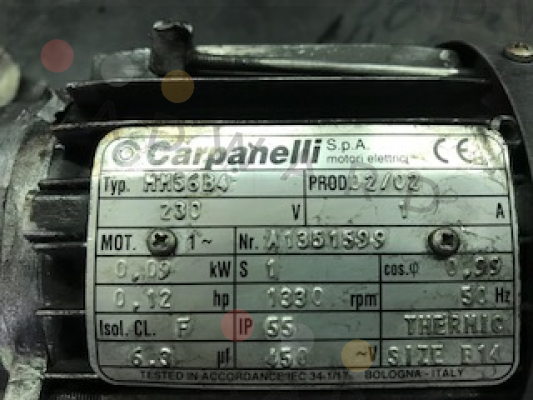 Carpanelli S.p.A.
motori elettrici CE
Typ. MM56B4 PROD. 02/02
230 V 1 A
MOT. 1~ Nr. A1351599
0,09 kW S 1 cos.φ 0,99
0,12 hp 1330 rpm 50 Hz
Isol. CL. F IP 55 THERMIC
6.3 µf 450 ~V SIZE B14
TESTED IN ACCORDANCE IEC 34-1/17 BOLOGNA - ITALY